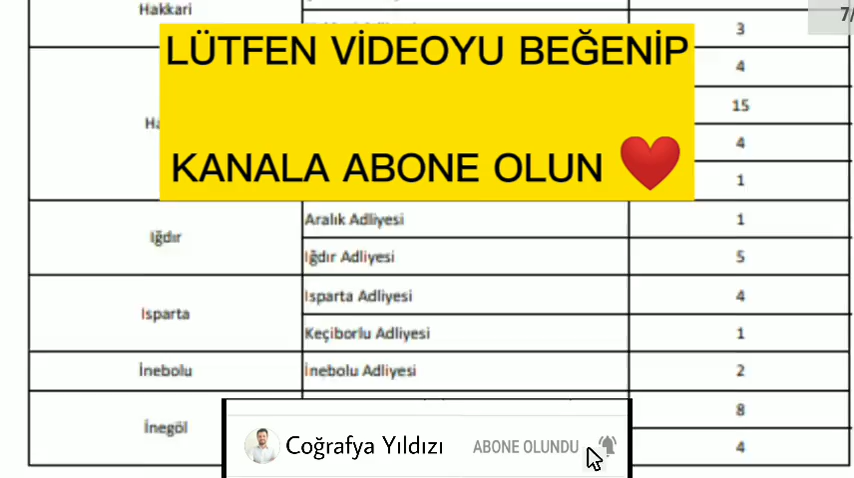 Hakkari
7/
3
LÜTFEN VİDEOYU BEĞENİP
4
15
4
KANALA ABONE OLUN
1
Iğdır
Aralık Adliyesi 1
Iğdır Adliyesi 5
Isparta
Isparta Adliyesi 4
Keçiborlu Adliyesi 1
İnebolu İnebolu Adliyesi 2
İnegöl
8
4
Coğrafya Yıldızı ABONE OLUNDU